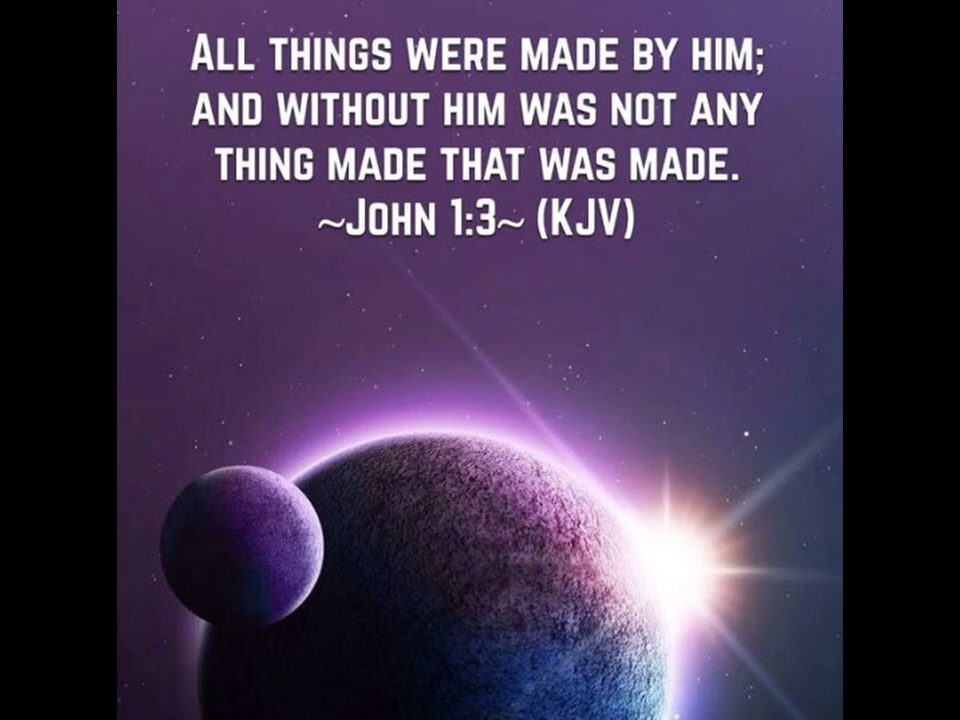 All things were made by him;
and without him was not any
thing made that was made.
~John 1:3~ (KJV)